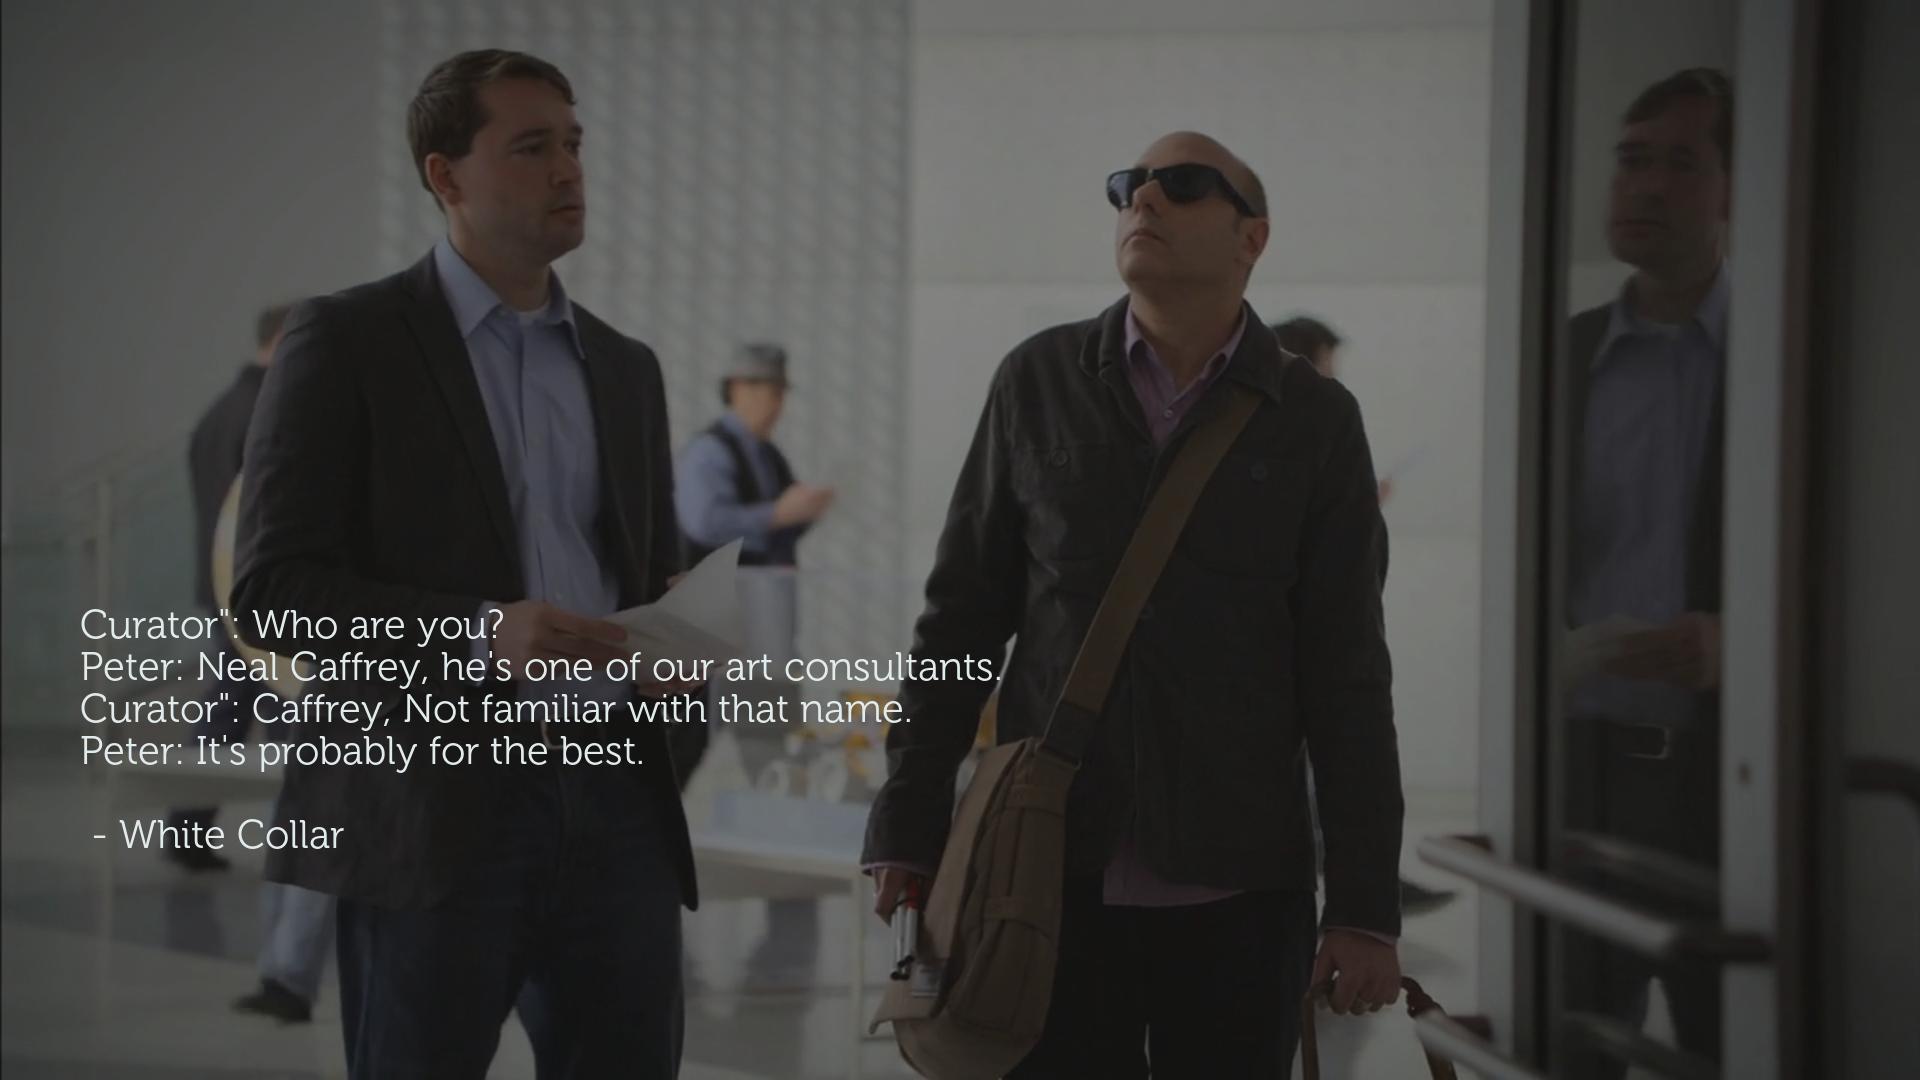 Curator": Who are you?
Peter: Neal Caffrey, he's one of our art consultants.
Curator": Caffrey, Not familiar with that name.
Peter: It's probably for the best.
- White Collar